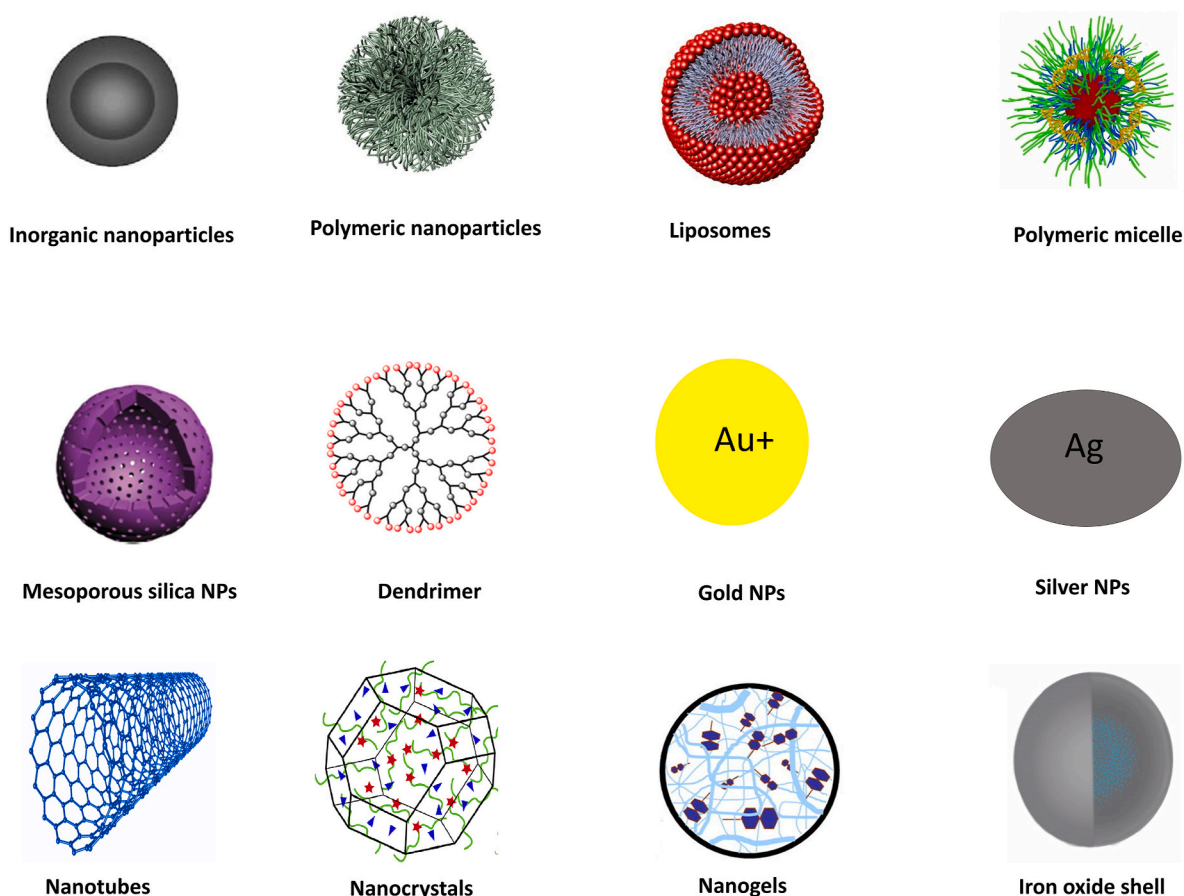 Inorganic nanoparticles
Polymeric nanoparticles
Liposomes
Polymeric micelle
Au+
Ag
Mesoporous silica NPs
Dendrimer
Gold NPs
Silver NPs
Nanotubes
Nanocrystals
Nanogels
Iron oxide shell